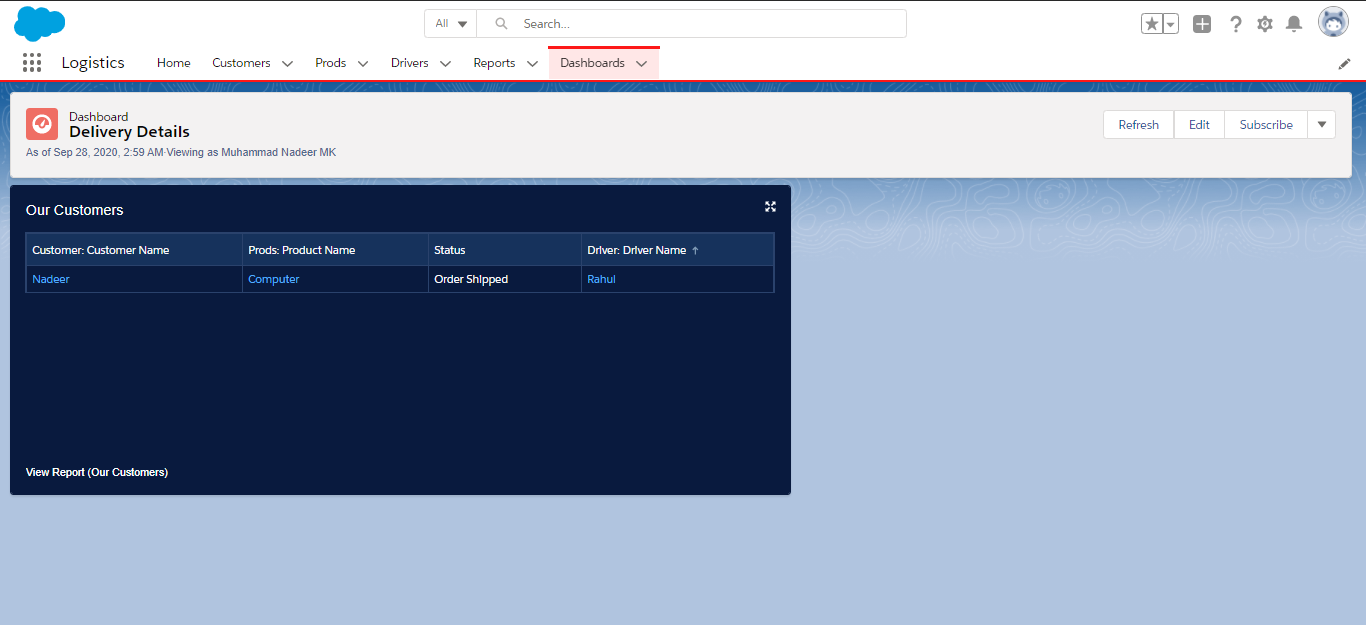 All Search...
Logistics Home Customers Prods Drivers Reports Dashboards
Dashboard
Delivery Details
As of Sep 28, 2020, 2:59 AM·Viewing as Muhammad Nadeer MK
Refresh Edit Subscribe
Our Customers
Customer: Customer Name Prods: Product Name Status Driver: Driver Name ↑
Nadeer Computer Order Shipped Rahul
View Report (Our Customers)